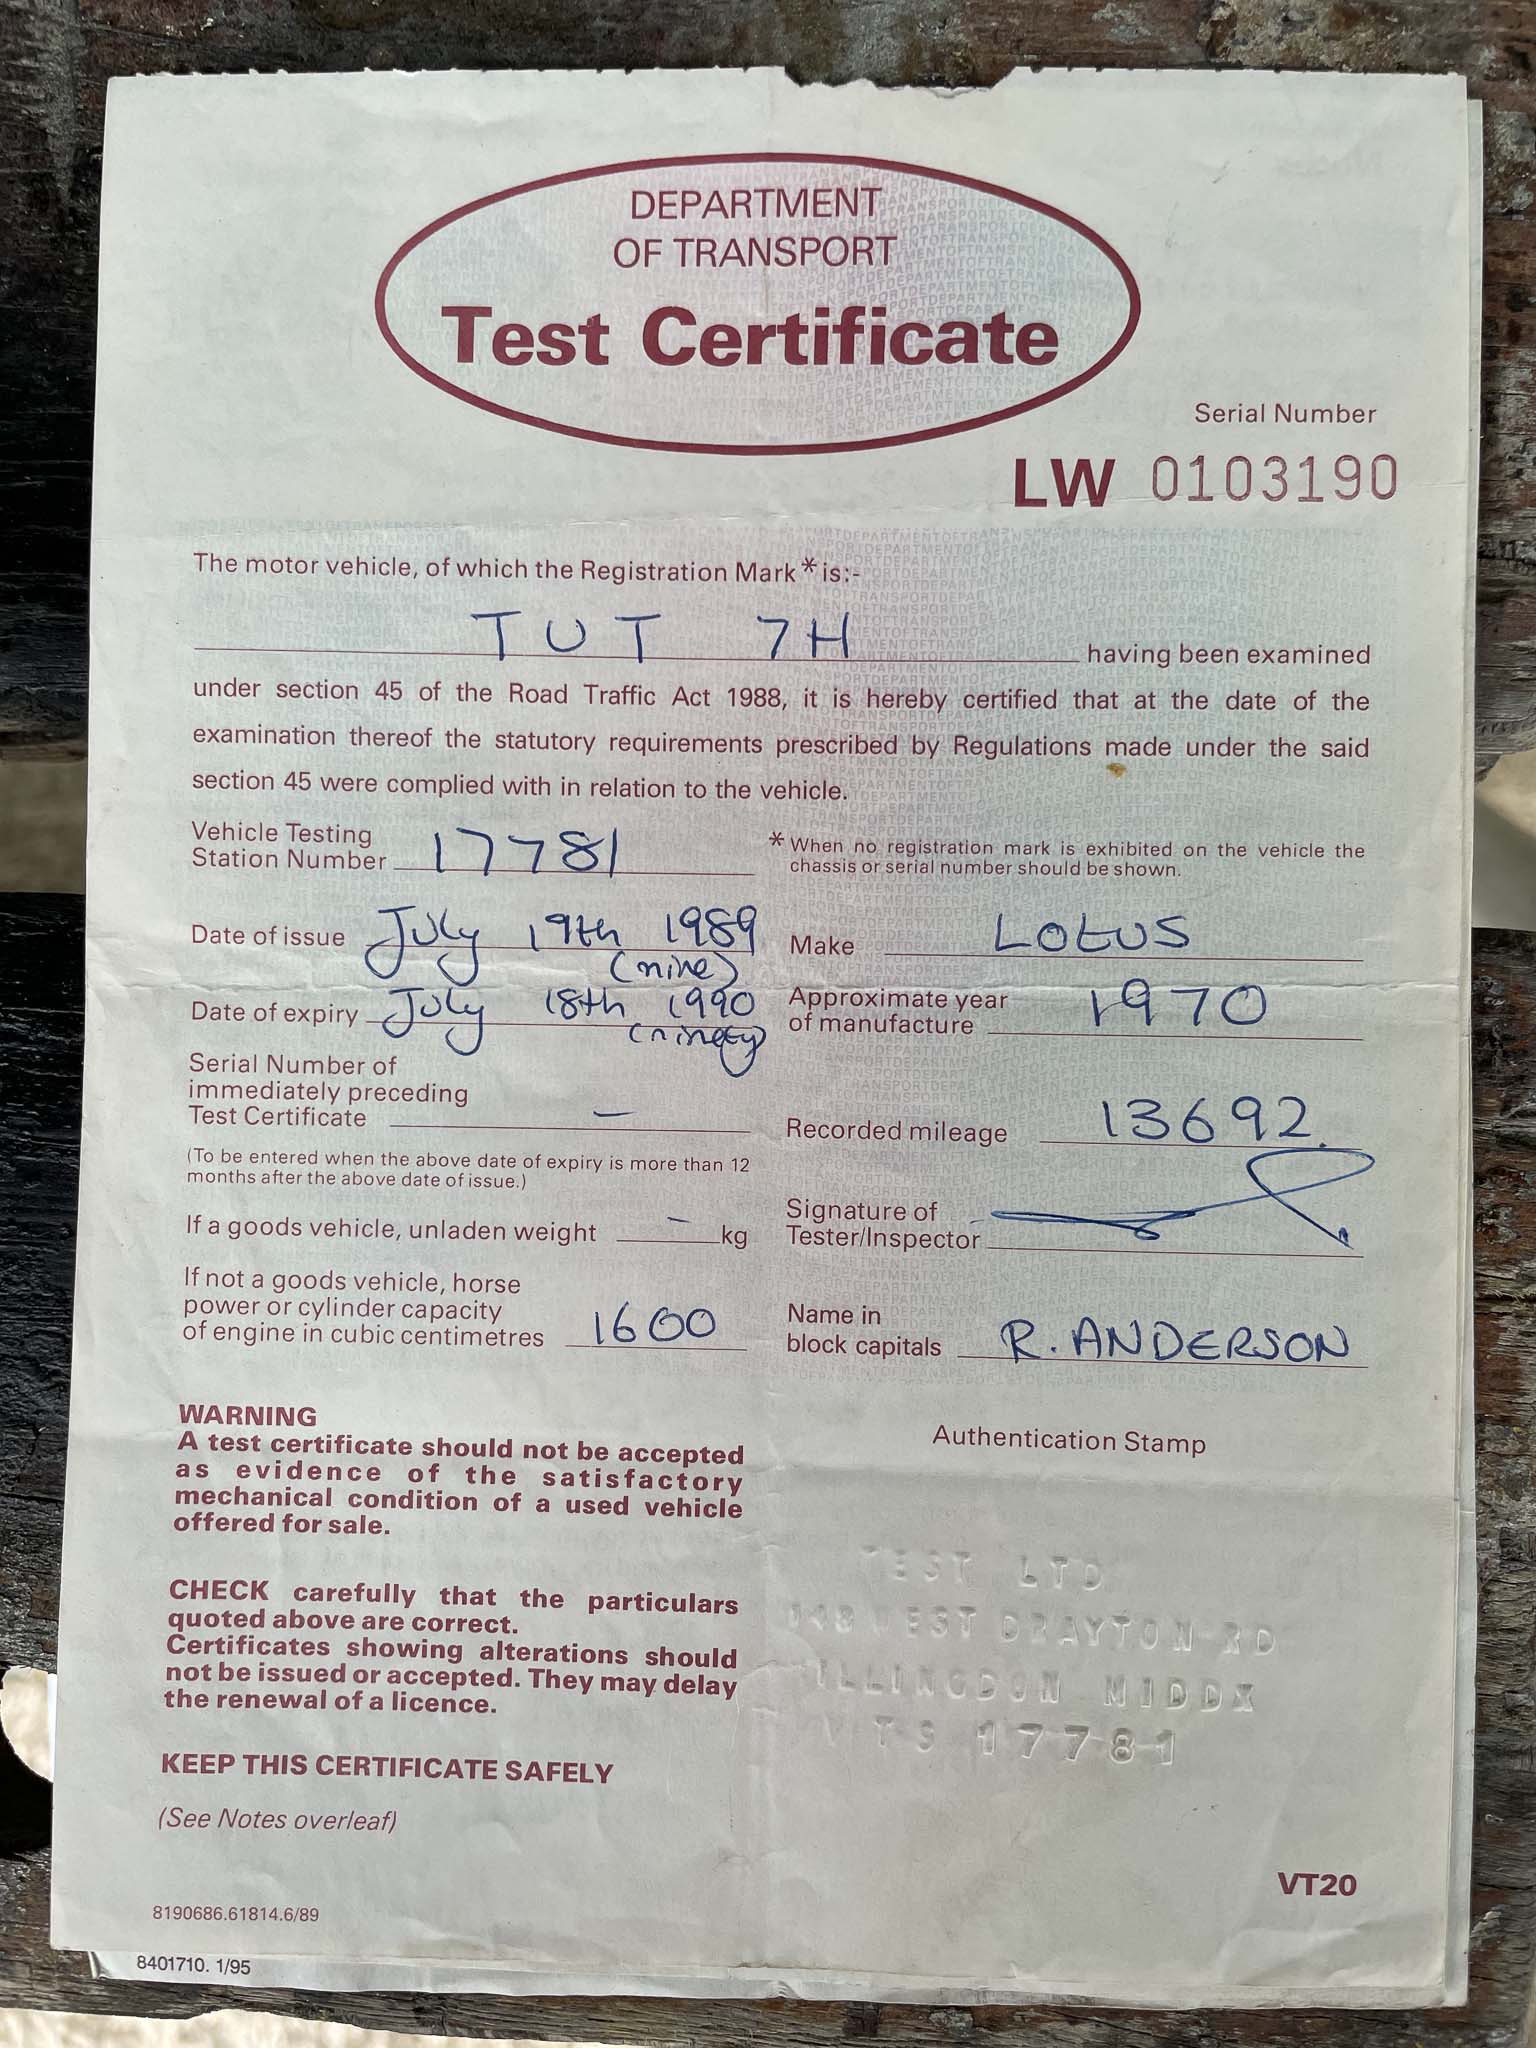 DEPARTMENT
OF TRANSPORT
Test Certificate
Serial Number
LW 0103190
The motor vehicle, of which the Registration Mark * is:-
TUT 7H having been examined
under section 45 of the Road Traffic Act 1988, it is hereby certified that at the date of the
examination thereof the statutory requirements prescribed by Regulations made under the said
section 45 were complied with in relation to the vehicle.
Vehicle Testing
Station Number 17781
* When no registration mark is exhibited on the vehicle the
chassis or serial number should be shown.
Date of issue July 19th 1989
(nine)
Make LOTUS
Date of expiry July 18th 1990
(ninety)
Approximate year
of manufacture 1970
Serial Number of
immediately preceding
Test Certificate –
(To be entered when the above date of expiry is more than 12
months after the above date of issue.)
Recorded mileage 13692.
If a goods vehicle, unladen weight – kg
Signature of
Tester/Inspector
If not a goods vehicle, horse
power or cylinder capacity
of engine in cubic centimetres 1600
Name in
block capitals R. ANDERSON
WARNING
A test certificate should not be accepted
as evidence of the satisfactory
mechanical condition of a used vehicle
offered for sale.
CHECK carefully that the particulars
quoted above are correct.
Certificates showing alterations should
not be issued or accepted. They may delay
the renewal of a licence.
KEEP THIS CERTIFICATE SAFELY
(See Notes overleaf)
Authentication Stamp
TEST LTD
WEST DRAYTON RD
MIDDX
VTS 17781
VT20
8190686.61814.6/89
8401710. 1/95